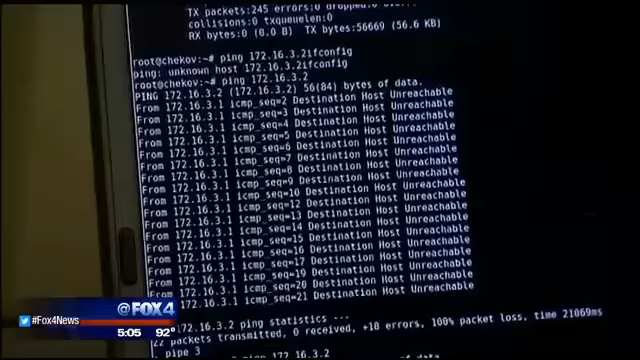 TX packets:245 errors:0 dropped:0
collisions:0 txqueuelen:0
RX bytes:0 (0.0 B) TX bytes:56669 (56.6 KB)
root@chekov:~# ping 172.16.3.2ifconfig
ping: unknown host 172.16.3.2ifconfig
root@chekov:~# ping 172.16.3.2
PING 172.16.3.2 (172.16.3.2) 56(84) bytes of data.
From 172.16.3.1 icmp_seq=2 Destination Host Unreachable
From 172.16.3.1 icmp_seq=3 Destination Host Unreachable
From 172.16.3.1 icmp_seq=4 Destination Host Unreachable
From 172.16.3.1 icmp_seq=5 Destination Host Unreachable
From 172.16.3.1 icmp_seq=6 Destination Host Unreachable
From 172.16.3.1 icmp_seq=7 Destination Host Unreachable
From 172.16.3.1 icmp_seq=8 Destination Host Unreachable
From 172.16.3.1 icmp_seq=9 Destination Host Unreachable
From 172.16.3.1 icmp_seq=10 Destination Host Unreachable
From 172.16.3.1 icmp_seq=12 Destination Host Unreachable
From 172.16.3.1 icmp_seq=13 Destination Host Unreachable
From 172.16.3.1 icmp_seq=14 Destination Host Unreachable
From 172.16.3.1 icmp_seq=15 Destination Host Unreachable
From 172.16.3.1 icmp_seq=16 Destination Host Unreachable
From 172.16.3.1 icmp_seq=17 Destination Host Unreachable
From 172.16.3.1 icmp_seq=19 Destination Host Unreachable
From 172.16.3.1 icmp_seq=20 Destination Host Unreachable
172.16.3.1 icmp_seq=21 Destination Host Unreachable
172.16.3.2 ping statistics ---
22 packets transmitted, 0 received, +18 errors, 100% packet loss, time 21069ms
, pipe 3
ping 172.16.3.2
of data
@FOX4
#Fox4News
5:05 92°